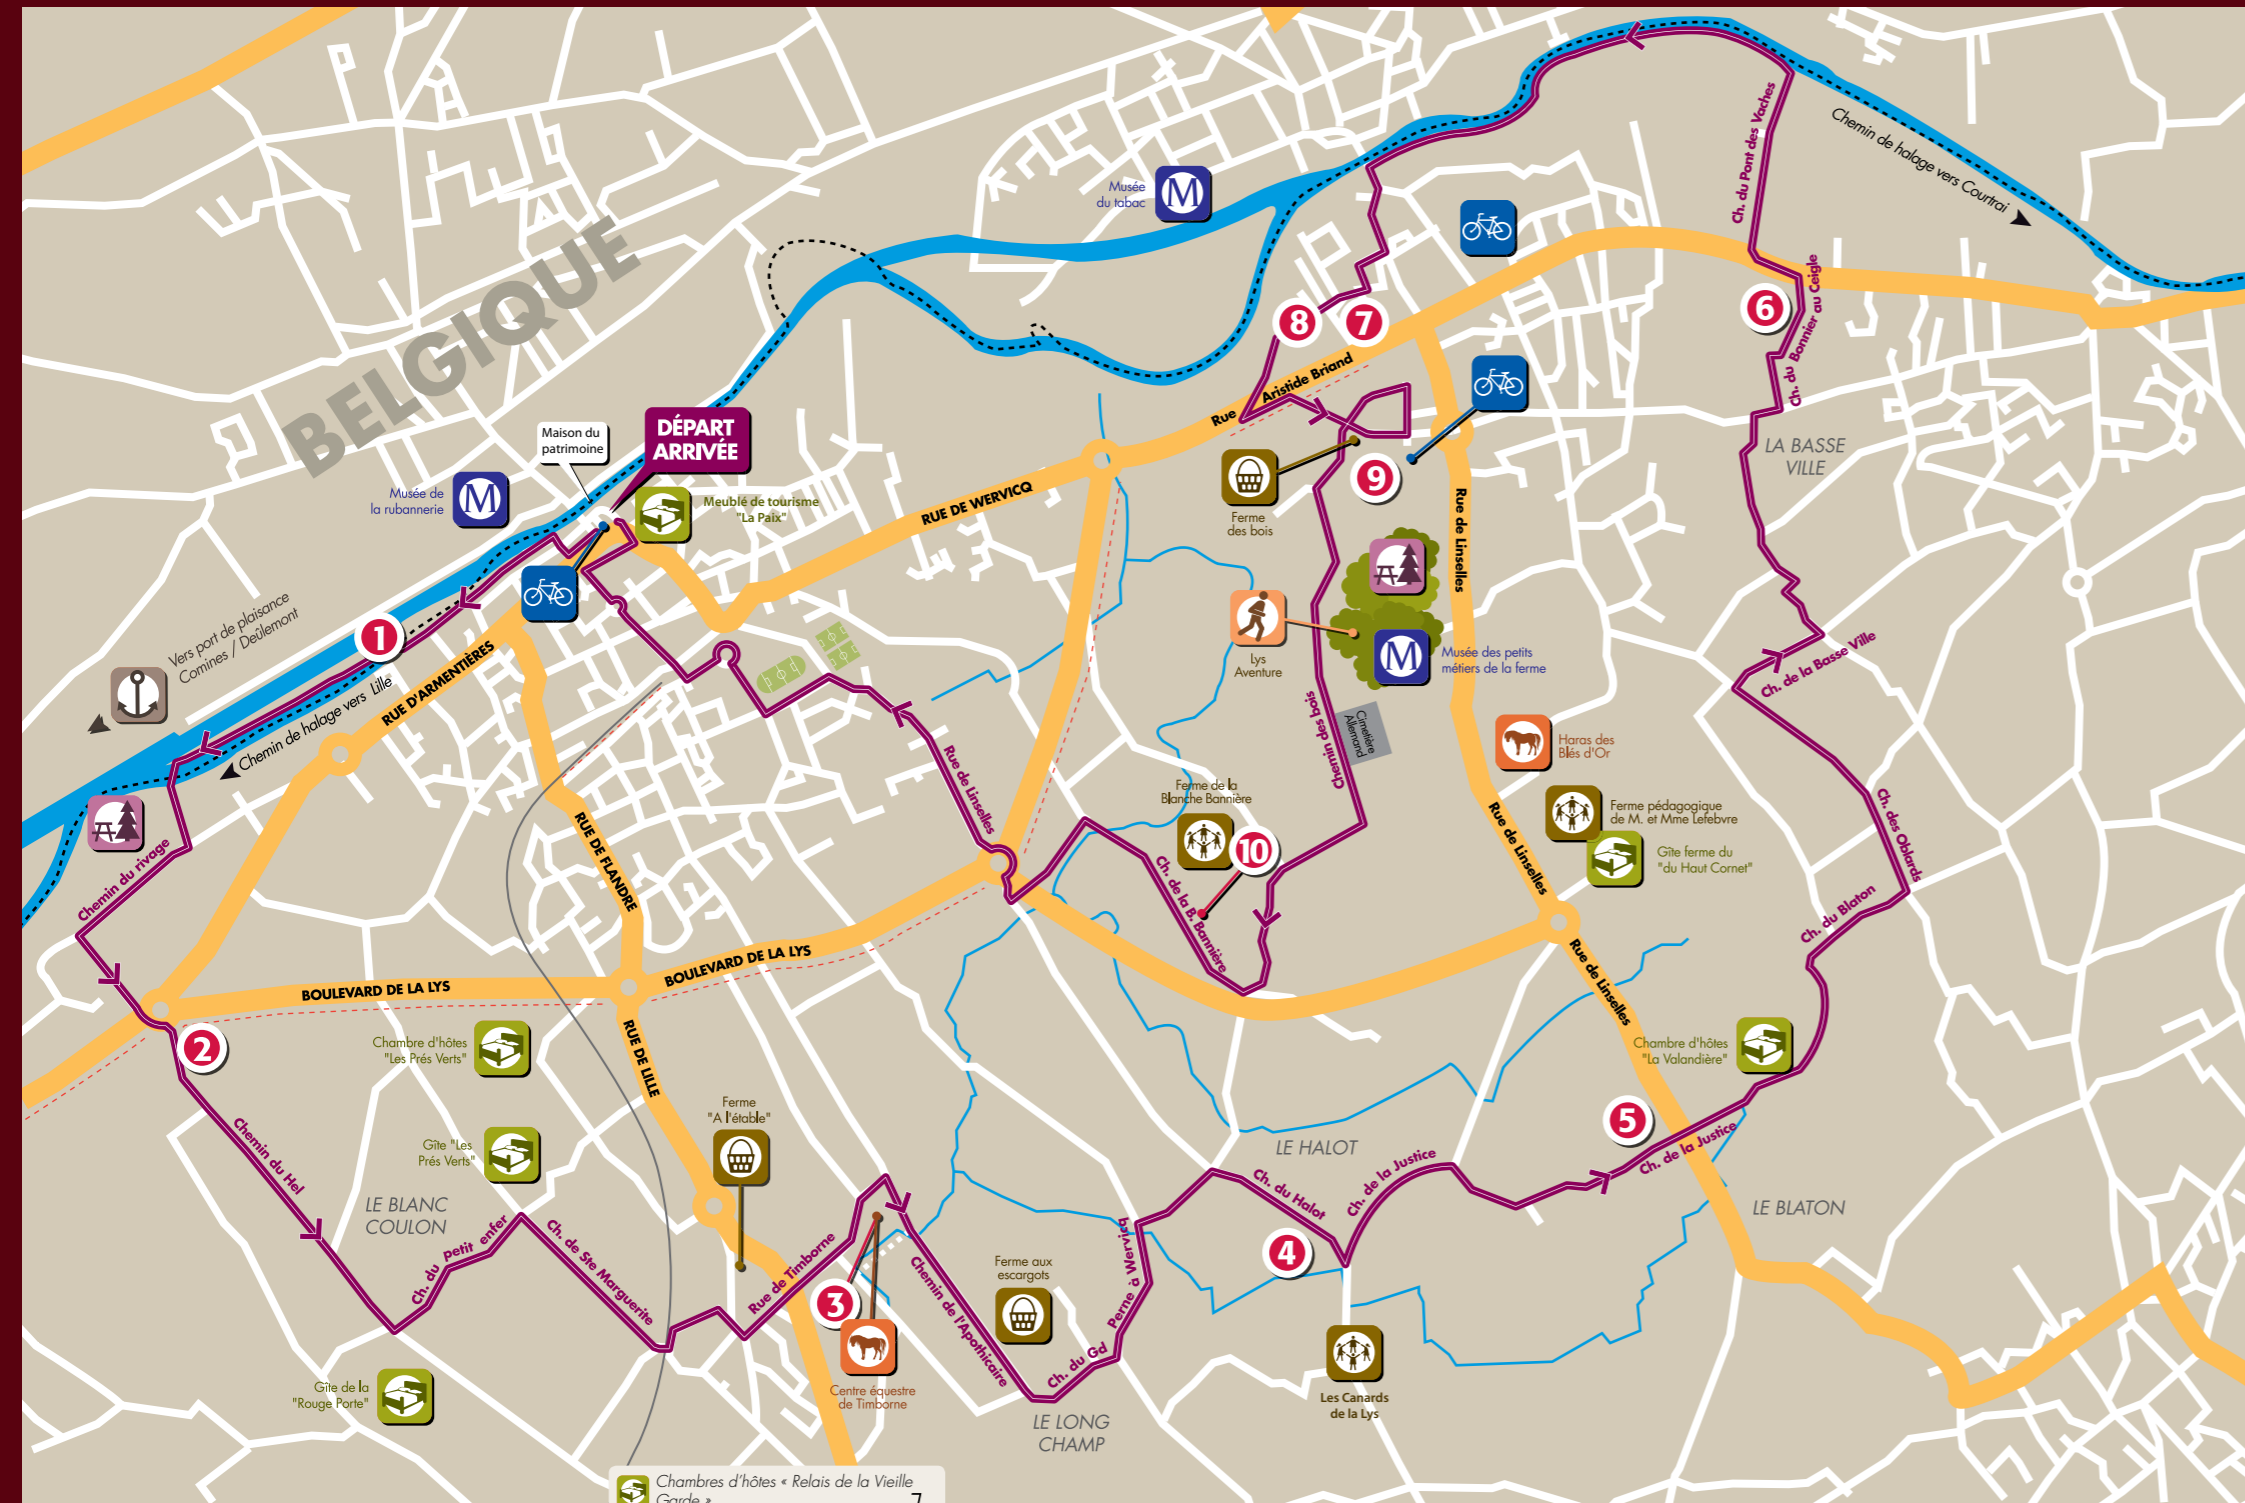 Chemin de halage vers Courtrai
Ch. du Pont des Vaches
Musée
du tabac
M
BELGIQUE
Ch. du Bonnier au Ceigle
6
8
7
Rue Aristide Briand
DÉPART
ARRIVÉE
Maison du
patrimoine
Musée de
la rubannerie
M
Meublé de tourisme
"La Paix"
RUE DE WERVICQ
Ferme
des bois
9
Rue de Linselles
LA BASSE
VILLE
Vers port de plaisance
Comines / Deûlemont
1
RUE D'ARMENTIÈRES
Chemin de halage vers Lille
Lys
Aventure
M
Musée des petits
métiers de la ferme
Ch. de la Basse Ville
Chemin des bois
Cimetière
Allemand
Haras des
Blés d'Or
Rue de Linselles
Ferme de la
Blanche Bannière
10
Ch. de la B. Bannière
Rue de Linselles
Ferme pédagogique
de M. et Mme Lefebvre
Gîte ferme du
"du Haut Cornet"
Ch. des Oblards
Ch. du Blaton
Chemin du rivage
RUE DE FLANDRE
BOULEVARD DE LA LYS
BOULEVARD DE LA LYS
Rue de Linselles
2
Chambre d'hôtes
"Les Prés Verts"
RUE DE LILLE
Chambre d'hôtes
"La Valandière"
Ferme
"A l'étable"
5
Ch. de la Justice
Chemin du Hel
Gîte "Les
Prés Verts"
LE HALOT
Ch. du Halot
Ch. de la Justice
LE BLANC
COULON
LE BLATON
Ch. du petit enfer
Ch. de Ste Marguerite
Rue de Timborne
3
Chemin de l'Apothicaire
Ferme aux
escargots
Ch. du Gd Perne à Wervicq
4
Centre équestre
de Timborne
Gîte de la
"Rouge Porte"
Les Canards
de la Lys
LE LONG
CHAMP
Chambres d'hôtes « Relais de la Vieille
Garde »
7